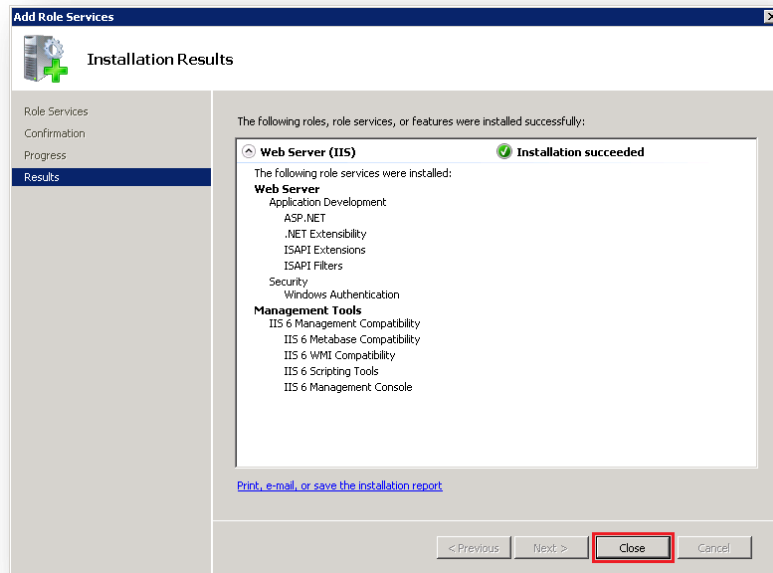 Add Role Services
Installation Results
Role Services
Confirmation
Progress
Results
The following roles, role services, or features were installed successfully:
Web Server (IIS) Installation succeeded
The following role services were installed:
Web Server
Application Development
ASP.NET
.NET Extensibility
ISAPI Extensions
ISAPI Filters
Security
Windows Authentication
Management Tools
IIS 6 Management Compatibility
IIS 6 Metabase Compatibility
IIS 6 WMI Compatibility
IIS 6 Scripting Tools
IIS 6 Management Console
Print, e-mail, or save the installation report
< Previous Next > Close Cancel